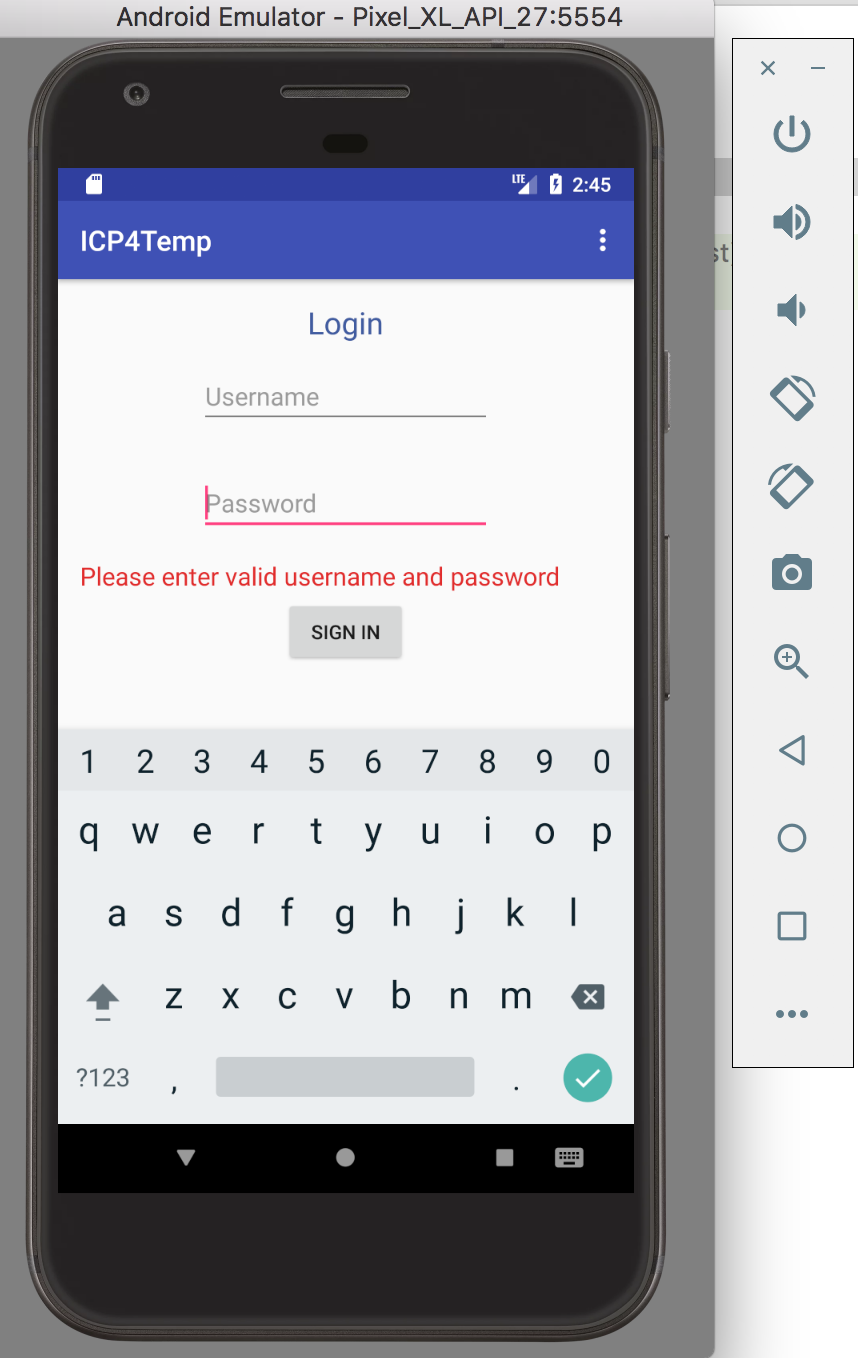 Android Emulator - Pixel_XL_API_27:5554
LTE 2:45
ICP4Temp
st
Login
Username
Password
Please enter valid username and password
SIGN IN
1 2 3 4 5 6 7 8 9 0
q w e r t y u i o p
a s d f g h j k l
z x c v b n m
?123 , .